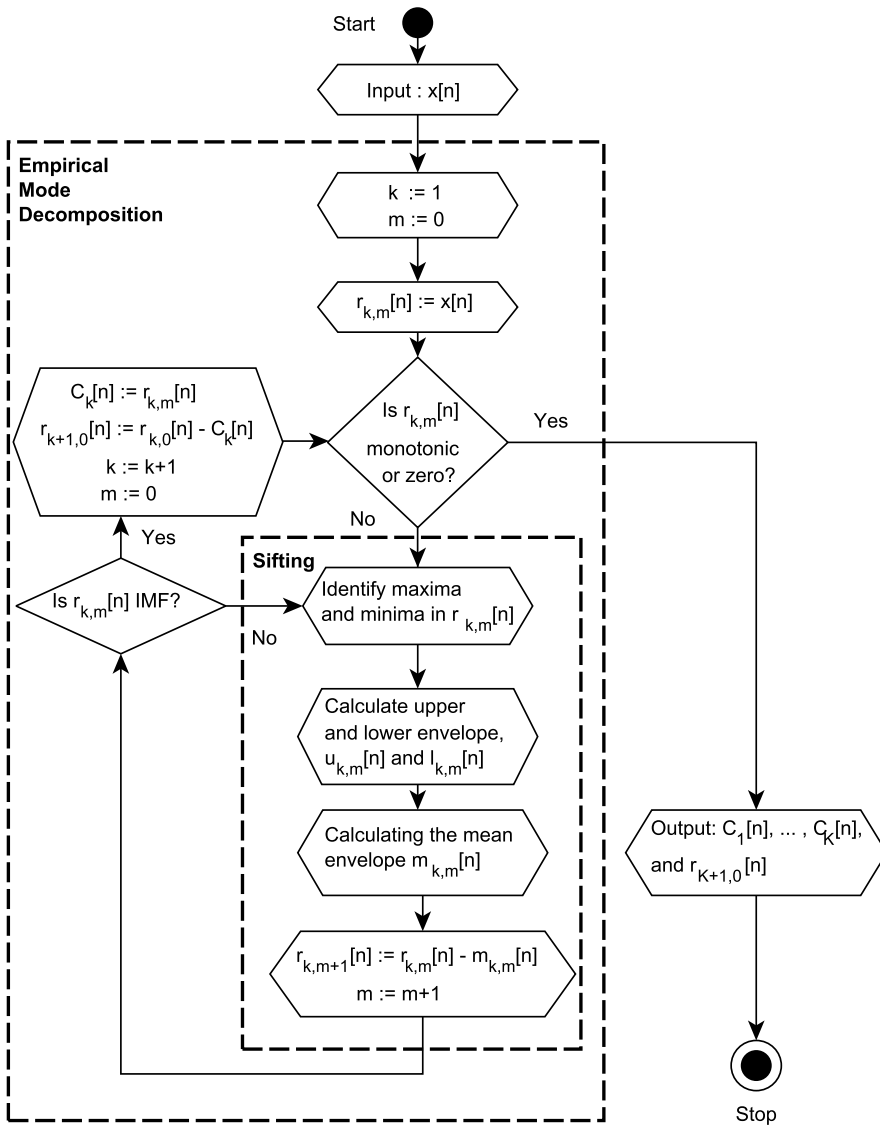 Start
Input : x[n]
Empirical
Mode
Decomposition
k := 1
m := 0
r_{k,m}[n] := x[n]
C_k[n] := r_{k,m}[n]
r_{k+1,0}[n] := r_{k,0}[n] - C_k[n]
k := k+1
m := 0
Is r_{k,m}[n]
monotonic
or zero?
Yes
No
Yes
Sifting
Is r_{k,m}[n] IMF?
No
Identify maxima
and minima in r_{k,m}[n]
Calculate upper
and lower envelope,
u_{k,m}[n] and l_{k,m}[n]
Calculating the mean
envelope m_{k,m}[n]
r_{k,m+1}[n] := r_{k,m}[n] - m_{k,m}[n]
m := m+1
Output: C_1[n], ... , C_K[n],
and r_{K+1,0}[n]
Stop